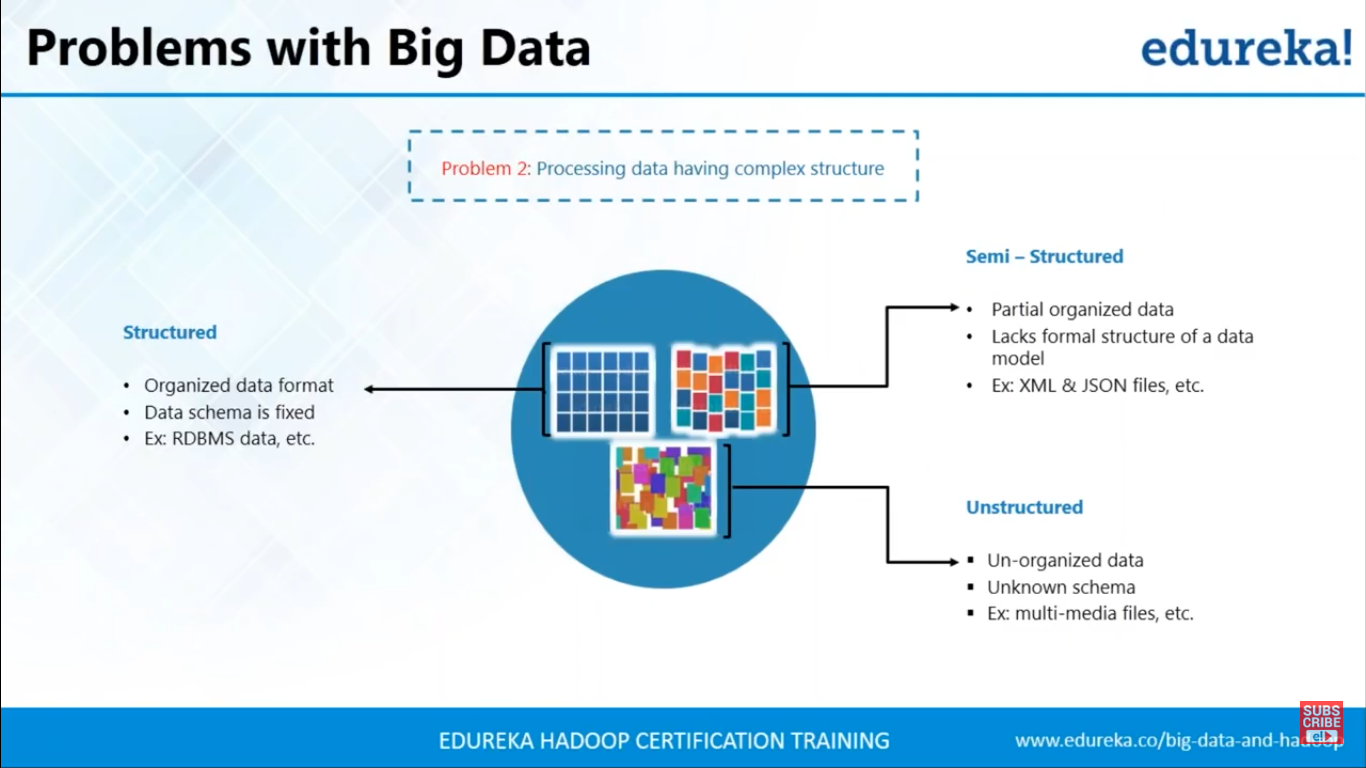 Problems with Big Data
edureka!
Problem 2: Processing data having complex structure
Structured
• Organized data format
• Data schema is fixed
• Ex: RDBMS data, etc.
Semi – Structured
• Partial organized data
• Lacks formal structure of a data
model
• Ex: XML & JSON files, etc.
Unstructured
▪ Un-organized data
▪ Unknown schema
▪ Ex: multi-media files, etc.
EDUREKA HADOOP CERTIFICATION TRAINING
www.edureka.co/big-data-and-hadoop
SUBS
CRIBE
e!